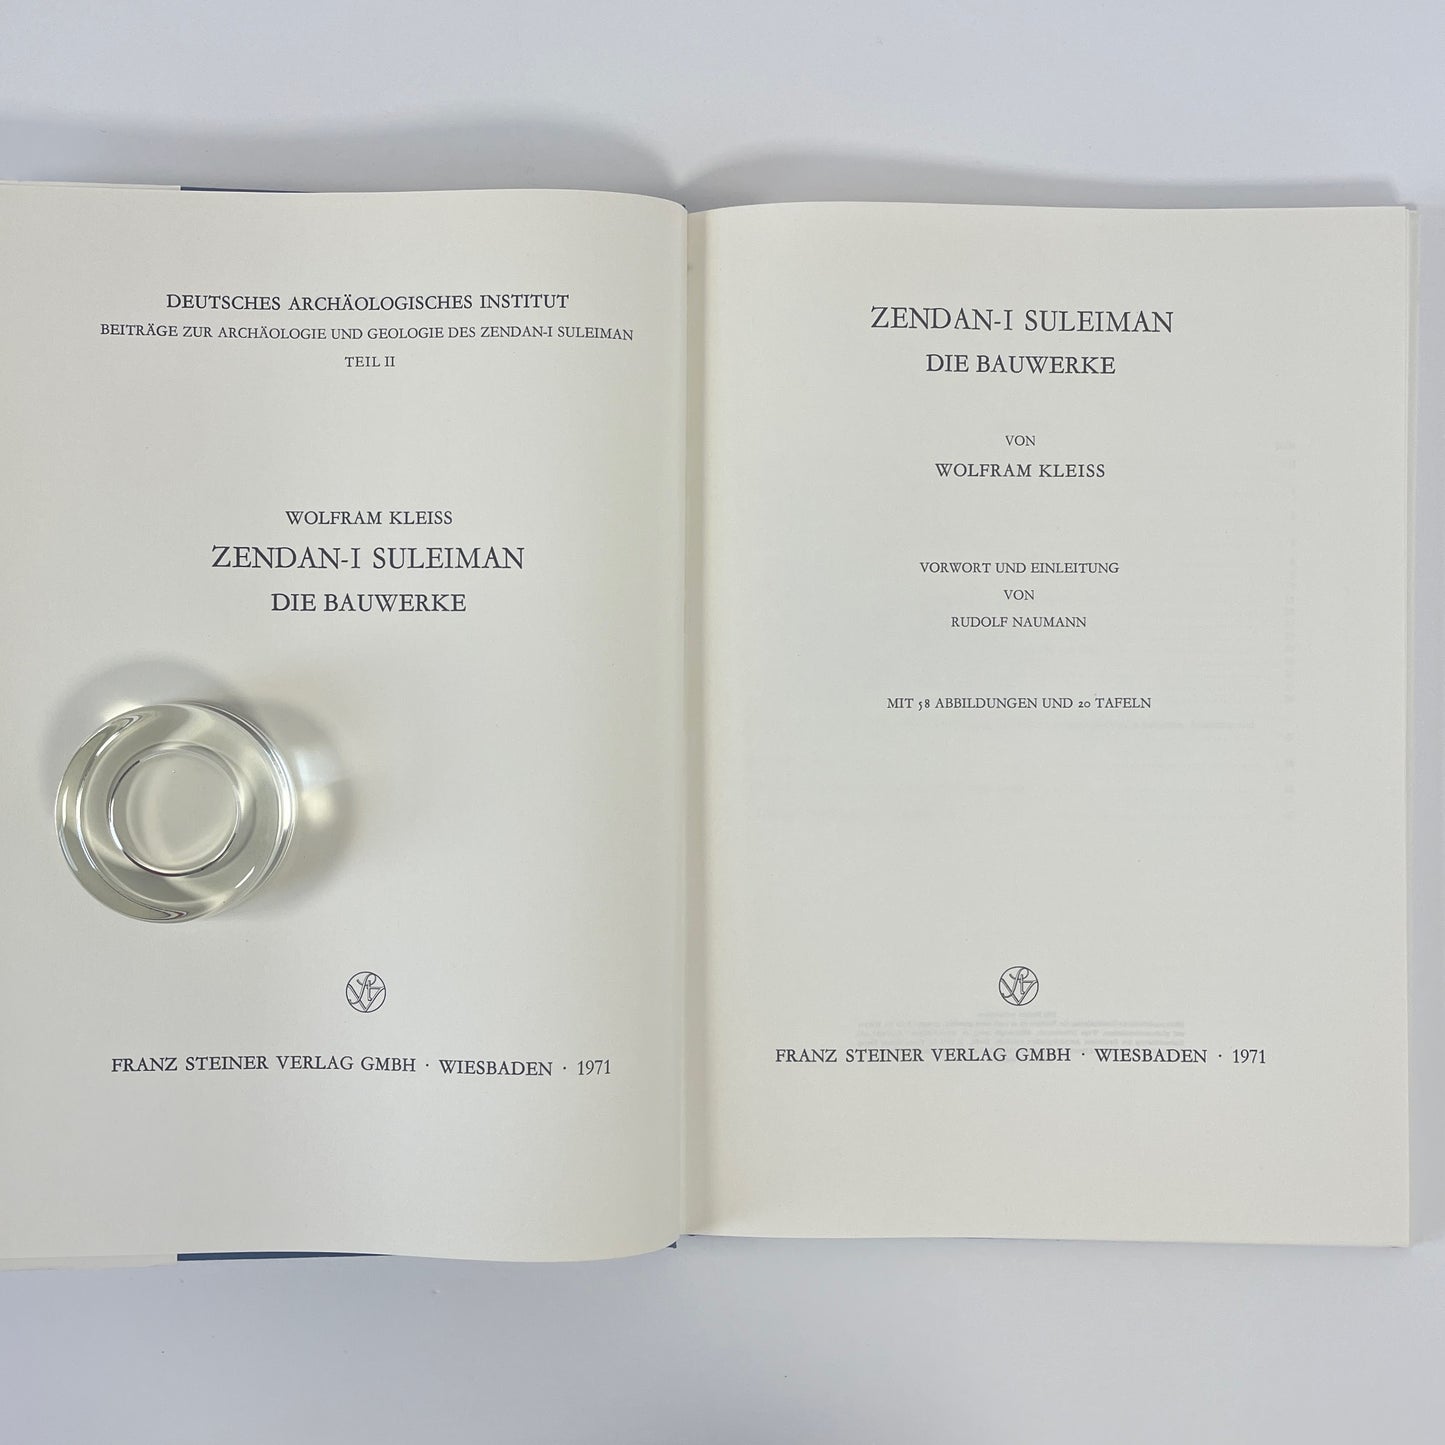 DEUTSCHES ARCHÄOLOGISCHES INSTITUT
BEITRÄGE ZUR ARCHÄOLOGIE UND GEOLOGIE DES ZENDAN-I SULEIMAN
TEIL II
WOLFRAM KLEISS
ZENDAN-I SULEIMAN
DIE BAUWERKE
FRANZ STEINER VERLAG GMBH · WIESBADEN · 1971
ZENDAN-I SULEIMAN
DIE BAUWERKE
VON
WOLFRAM KLEISS
VORWORT UND EINLEITUNG
VON
RUDOLF NAUMANN
MIT 58 ABBILDUNGEN UND 20 TAFELN
FRANZ STEINER VERLAG GMBH · WIESBADEN · 1971